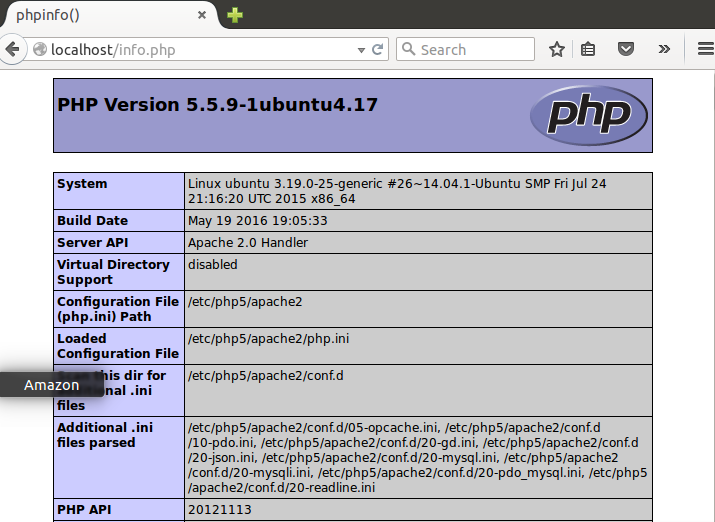 phpinfo()
localhost/info.php
Search
PHP Version 5.5.9-1ubuntu4.17
php
System
Linux ubuntu 3.19.0-25-generic #26~14.04.1-Ubuntu SMP Fri Jul 24
21:16:20 UTC 2015 x86_64
Build Date
May 19 2016 19:05:33
Server API
Apache 2.0 Handler
Virtual Directory
Support
disabled
Configuration File
(php.ini) Path
/etc/php5/apache2
Loaded
Configuration File
/etc/php5/apache2/php.ini
Scan this dir for
additional .ini
files
/etc/php5/apache2/conf.d
Amazon
Additional .ini
files parsed
/etc/php5/apache2/conf.d/05-opcache.ini, /etc/php5/apache2/conf.d
/10-pdo.ini, /etc/php5/apache2/conf.d/20-gd.ini, /etc/php5/apache2/conf.d
/20-json.ini, /etc/php5/apache2/conf.d/20-mysql.ini, /etc/php5/apache2
/conf.d/20-mysqli.ini, /etc/php5/apache2/conf.d/20-pdo_mysql.ini, /etc/php5
/apache2/conf.d/20-readline.ini
PHP API
20121113